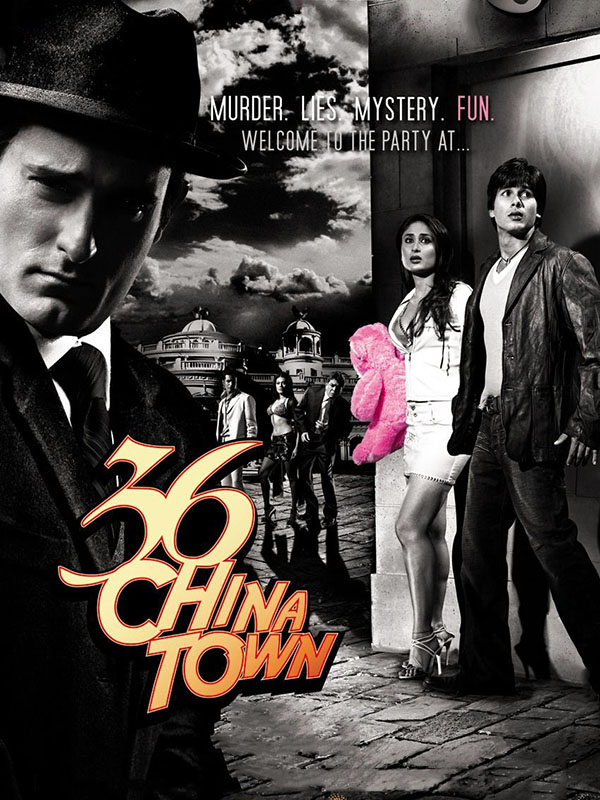 MURDER. LIES. MYSTERY. FUN.
WELCOME TO THE PARTY AT...
36
CHINA
TOWN